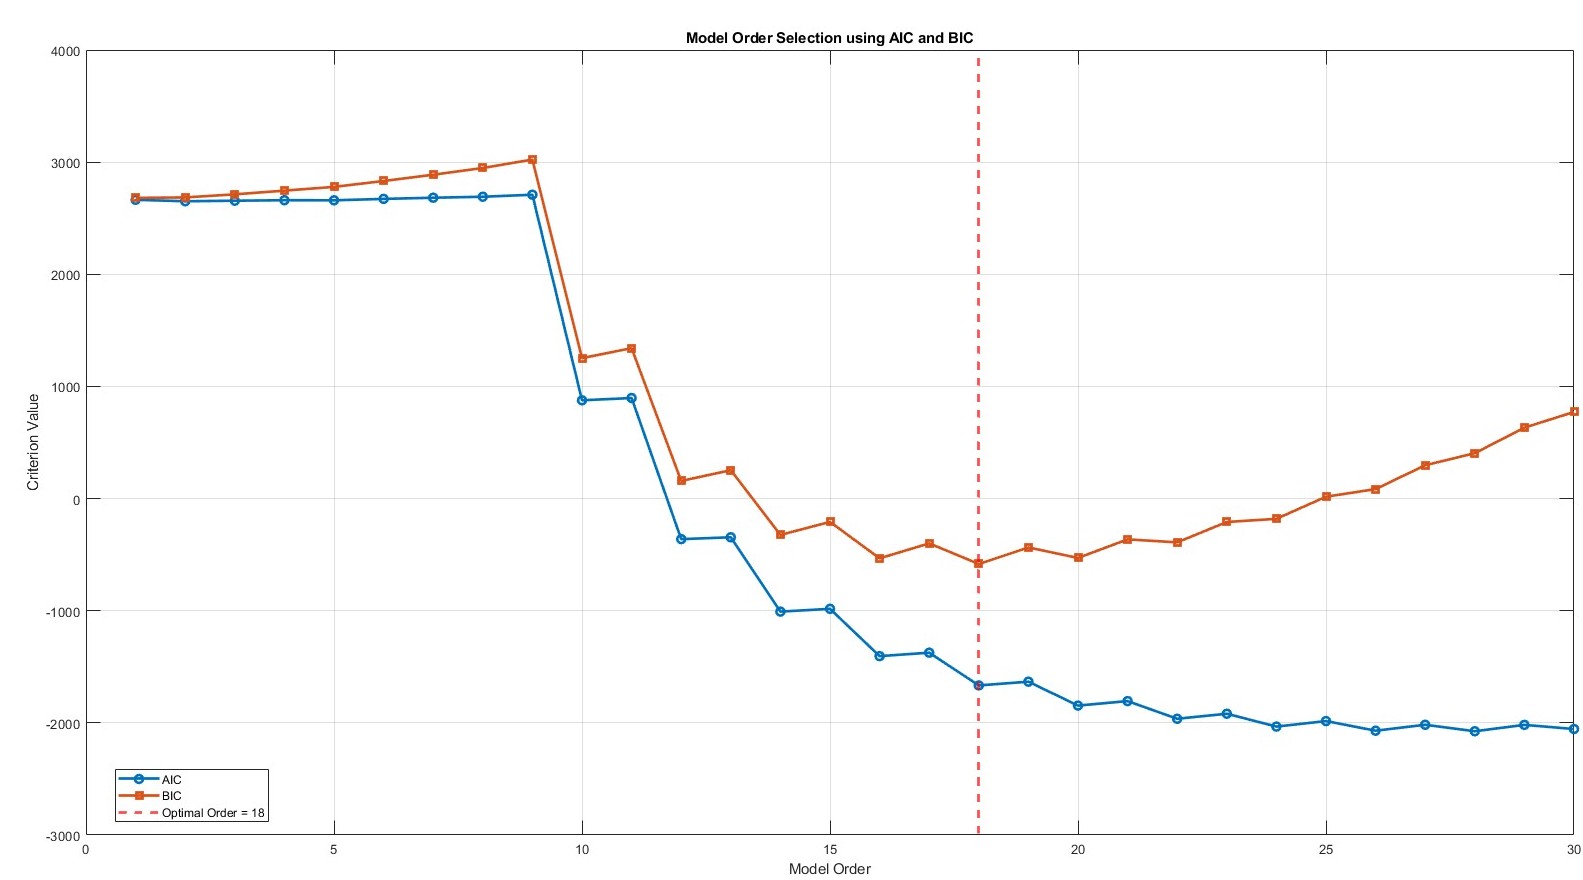 Model Order Selection using AIC and BIC
4000
3000
2000
1000
0
-1000
-2000
-3000
Criterion Value
AIC
BIC
Optimal Order = 18
0 5 10 15 20 25 30
Model Order